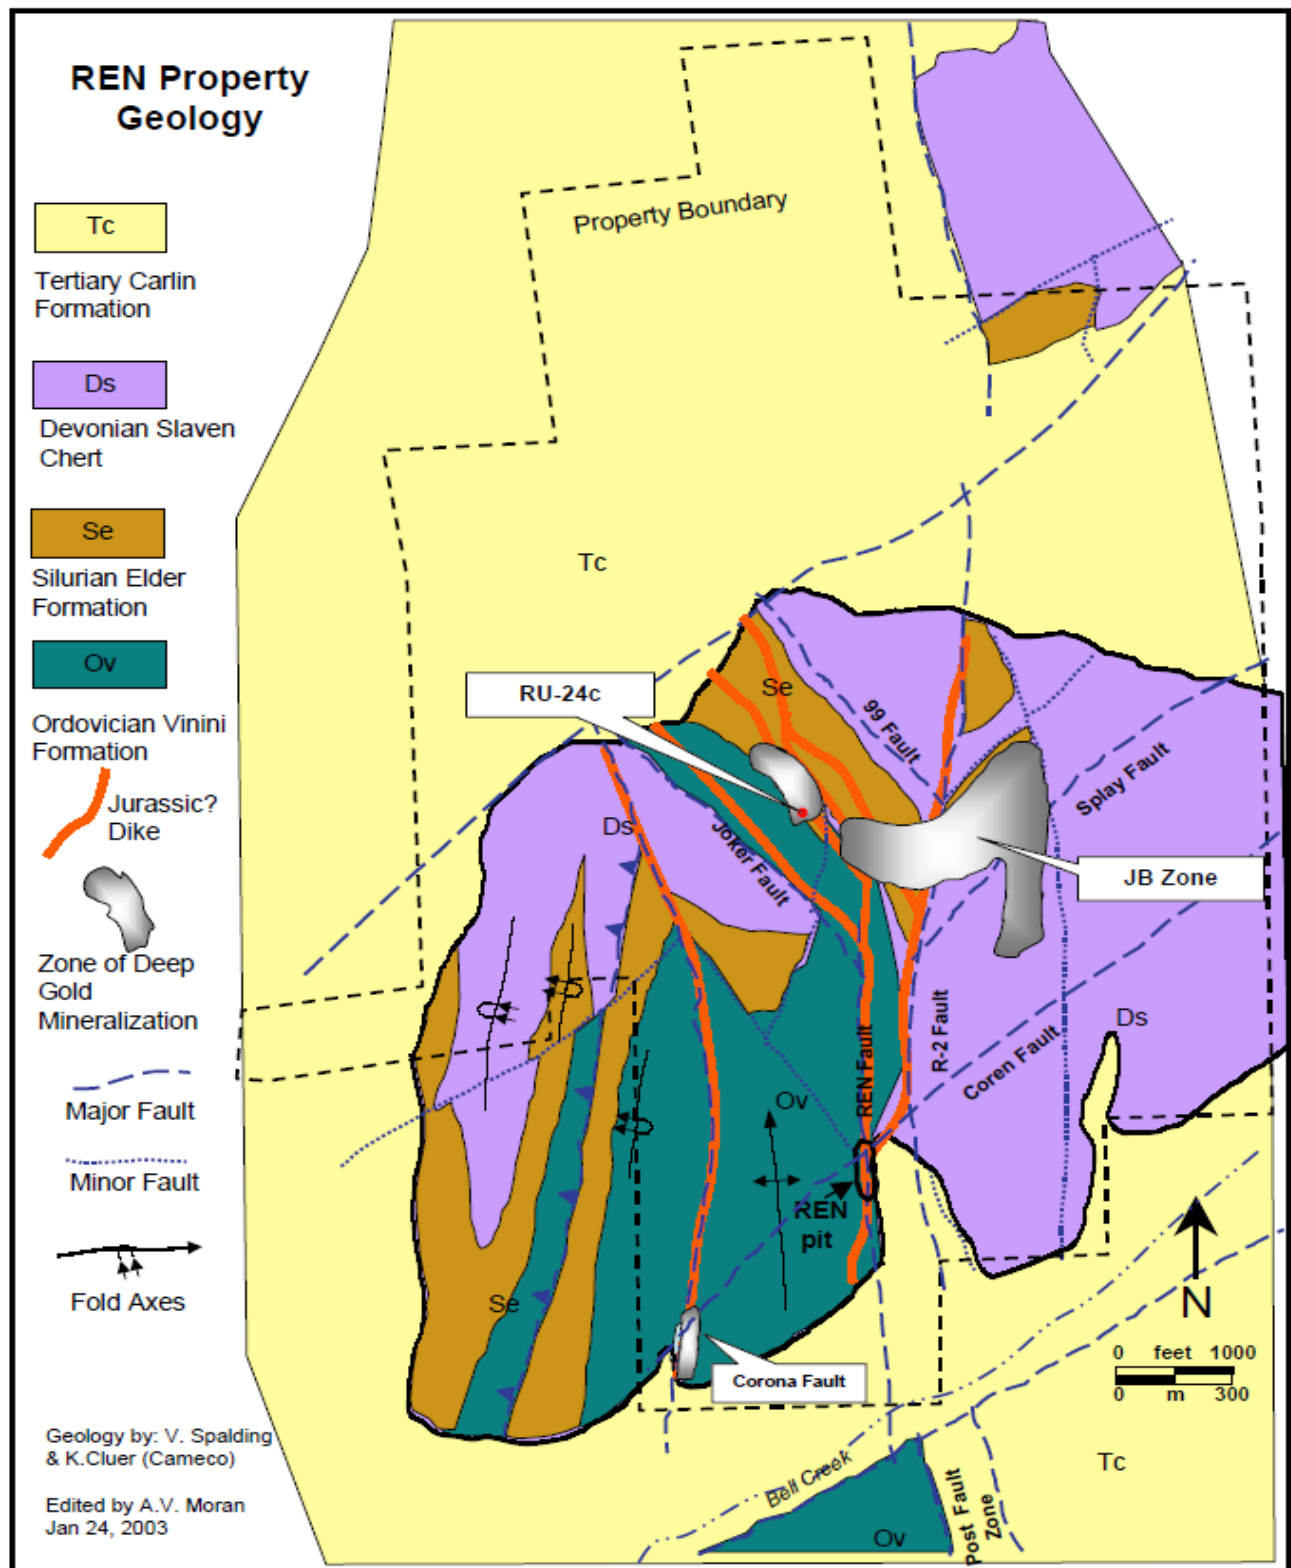 REN Property
Geology
Tc
Tertiary Carlin
Formation
Ds
Devonian Slaven
Chert
Se
Silurian Elder
Formation
Ov
Ordovician Vinini
Formation
Jurassic?
Dike
Zone of Deep
Gold
Mineralization
Major Fault
Minor Fault
Fold Axes
Geology by: V. Spalding
& K.Cluer (Cameco)
Edited by A.V. Moran
Jan 24, 2003
Property Boundary
Tc
RU-24c
Se
99 Fault
Splay Fault
Ds
Joker Fault
JB Zone
REN Fault
R-2 Fault
Coren Fault
Ds
Ov
REN
pit
Se
Corona Fault
N
0 feet 1000
0 m 300
Bell Creek
Ov
Post Fault
Zone
Tc